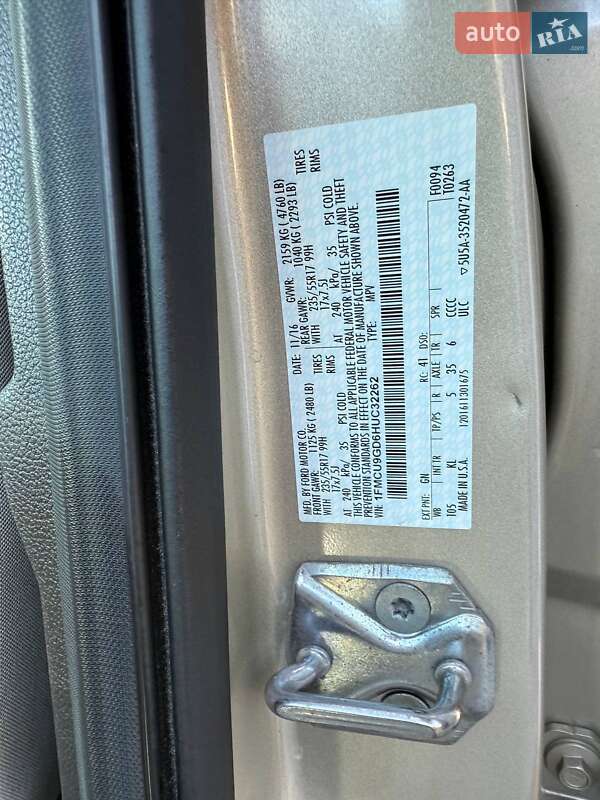 auto RIA.com
MFD. BY FORD MOTOR CO. DATE: 11/16 GVWR: 2159 KG ( 4760 LB)
FRONT GAWR: 1125 KG ( 2480 LB) REAR GAWR: 1040 KG ( 2293 LB)
WITH 235/55R17 99H TIRES WITH 235/55R17 99H TIRES
17x7.5J RIMS 17x7.5J RIMS
AT 240 kPa/ 35 PSI COLD AT 240 kPa/ 35 PSI COLD
THIS VEHICLE CONFORMS TO ALL APPLICABLE FEDERAL MOTOR VEHICLE SAFETY AND THEFT
PREVENTION STANDARDS IN EFFECT ON THE DATE OF MANUFACTURE SHOWN ABOVE.
VIN: 1FMCU9GD6HUC32262 TYPE: MPV
F0094
T0263
EXT PNT: GN RC: 41 DSO:
WB INT TR TP/PS R AXLE TR SPR
105 KL 5 35 6 CCCC
MADE IN U.S.A. 1201611301675 ULC ▽5U5A-3520472-AA